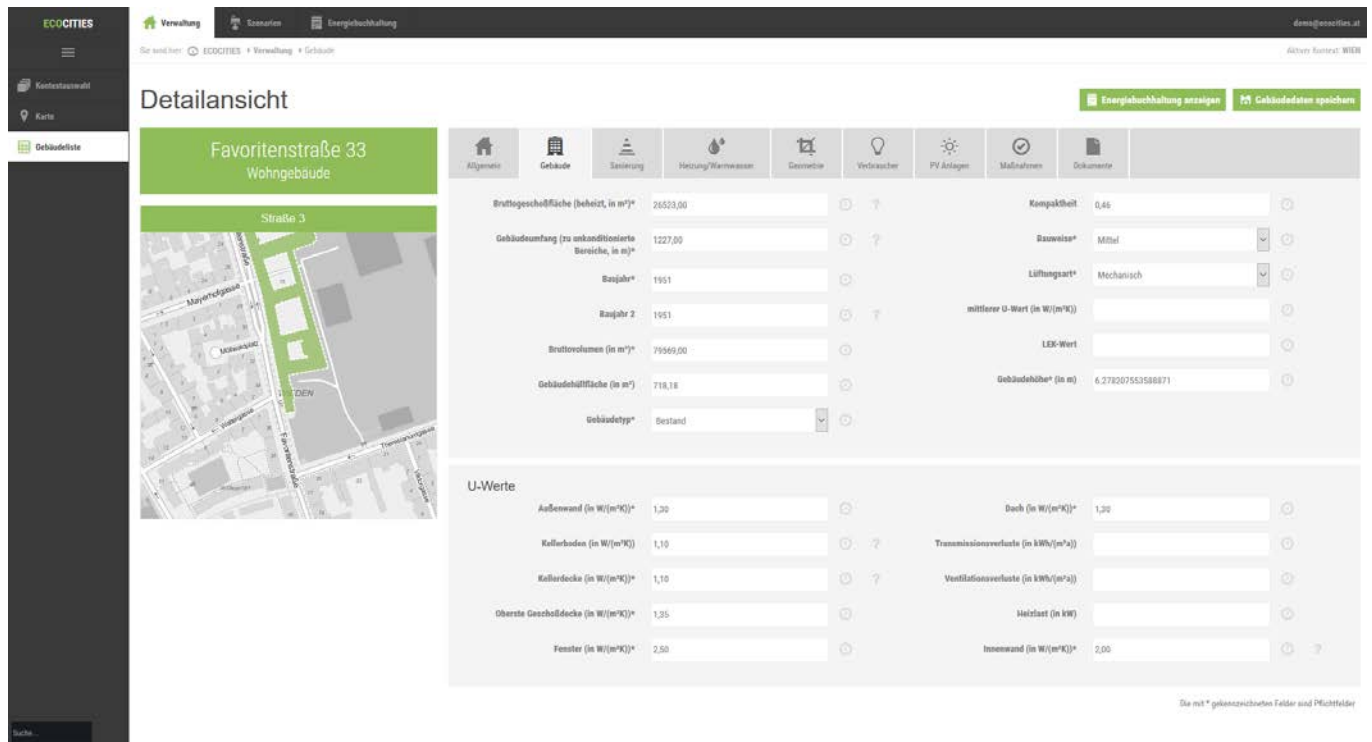 ECOCITIES
Verwaltung
Szenarien
Energiebuchhaltung
demo@ecocities.at
Sie sind hier: ECOCITIES Verwaltung Gebäude
Aktiver Kontext: WIEN
Kontextauswahl
Karte
Gebäudeliste
Detailansicht
Energiebuchhaltung anzeigen
Gebäudedaten speichern
Favoritenstraße 33
Wohngebäude
Straße 3
Mayerhofgasse
WIEDEN
Favoritenstraße
Theresianumgasse
Allgemein
Gebäude
Sanierung
Heizung/Warmwasser
Geometrie
Verbraucher
PV Anlagen
Maßnahmen
Dokumente
Bruttogeschoßfläche (beheizt, in m²)* 26523,00 ?
Gebäudeumfang (zu unkonditionierte
Bereiche, in m)* 1227,00 ?
Baujahr* 1951
Baujahr 2 1951 ?
Bruttovolumen (in m³)* 79569,00
Gebäudehüllfläche (in m²) 718,18
Gebäudetyp* Bestand
Kompaktheit 0,46
Bauweise* Mittel
Lüftungsart* Mechanisch
mittlerer U-Wert (in W/(m²K))
LEK-Wert
Gebäudehöhe* (in m) 6.278207553588871
U-Werte
Außenwand (in W/(m²K))* 1,30
Kellerboden (in W/(m²K)) 1,10 ?
Kellerdecke (in W/(m²K))* 1,10 ?
Oberste Geschoßdecke (in W/(m²K))* 1,35
Fenster (in W/(m²K))* 2,50
Dach (in W/(m²K))* 1,30
Transmissionsverluste (in kWh/(m²a))
Ventilationsverluste (in kWh/(m²a))
Heizlast (in kW)
Innenwand (in W/(m²K))* 2,00 ?
Die mit * gekennzeichneten Felder sind Pflichtfelder
Suche...